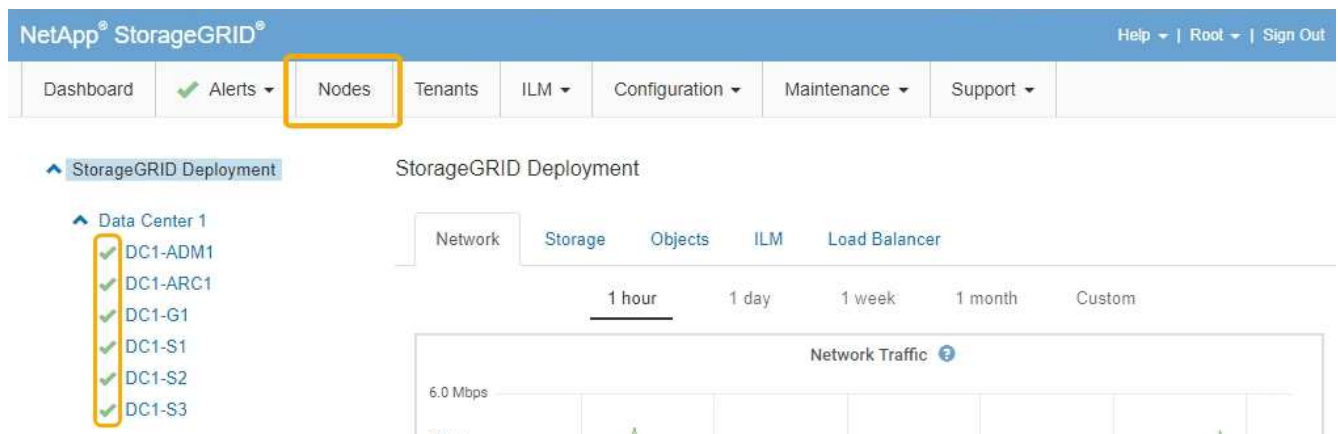 NetApp® StorageGRID®
Help | Root | Sign Out
Dashboard Alerts Nodes Tenants ILM Configuration Maintenance Support
StorageGRID Deployment
StorageGRID Deployment
Data Center 1
DC1-ADM1
DC1-ARC1
DC1-G1
DC1-S1
DC1-S2
DC1-S3
Network Storage Objects ILM Load Balancer
1 hour 1 day 1 week 1 month Custom
Network Traffic ?
6.0 Mbps